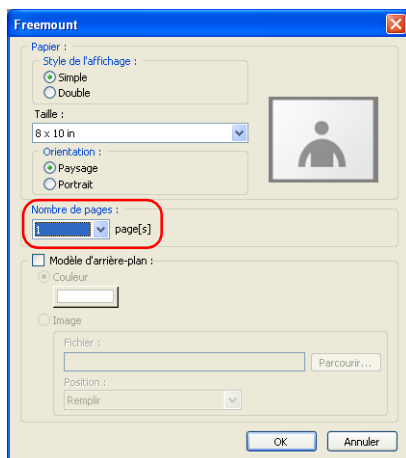 Freemount
Papier :
Style de l'affichage :
Simple
Double
Taille :
8 x 10 in
Orientation :
Paysage
Portrait
Nombre de pages :
1 page[s]
Modèle d'arrière-plan :
Couleur
Image
Fichier :
Parcourir...
Position :
Remplir
OK Annuler